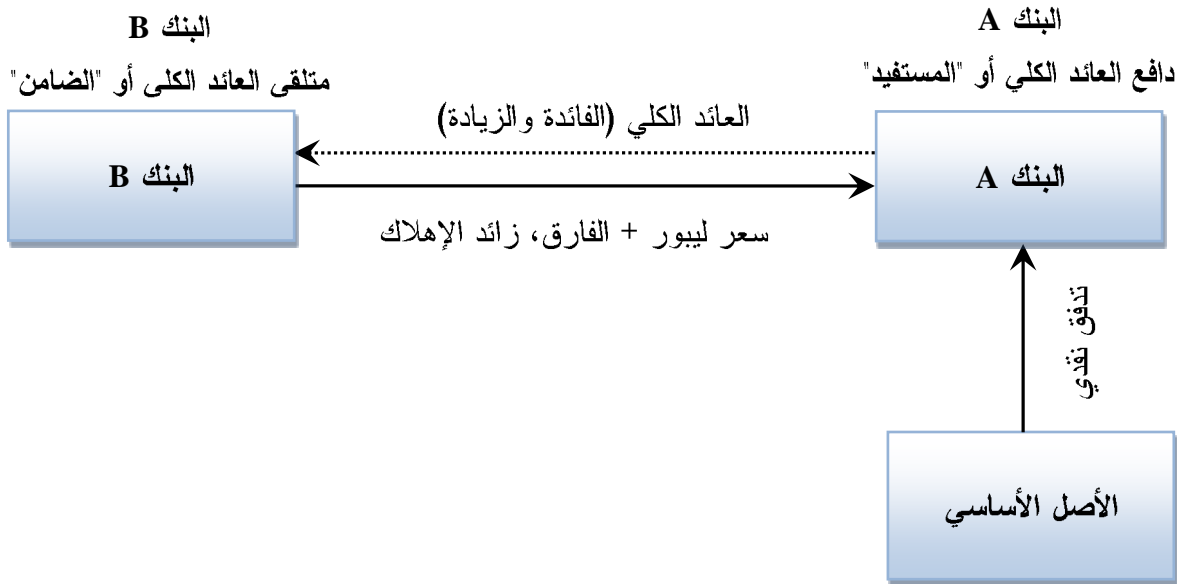 البنك A
دافع العائد الكلي أو "المستفيد"
البنك B
متلقى العائد الكلى أو "الضامن"
العائد الكلي (الفائدة والزيادة)
البنك A
البنك B
سعر ليبور + الفارق، زائد الإهلاك
تدفق نقدي
الأصل الأساسي